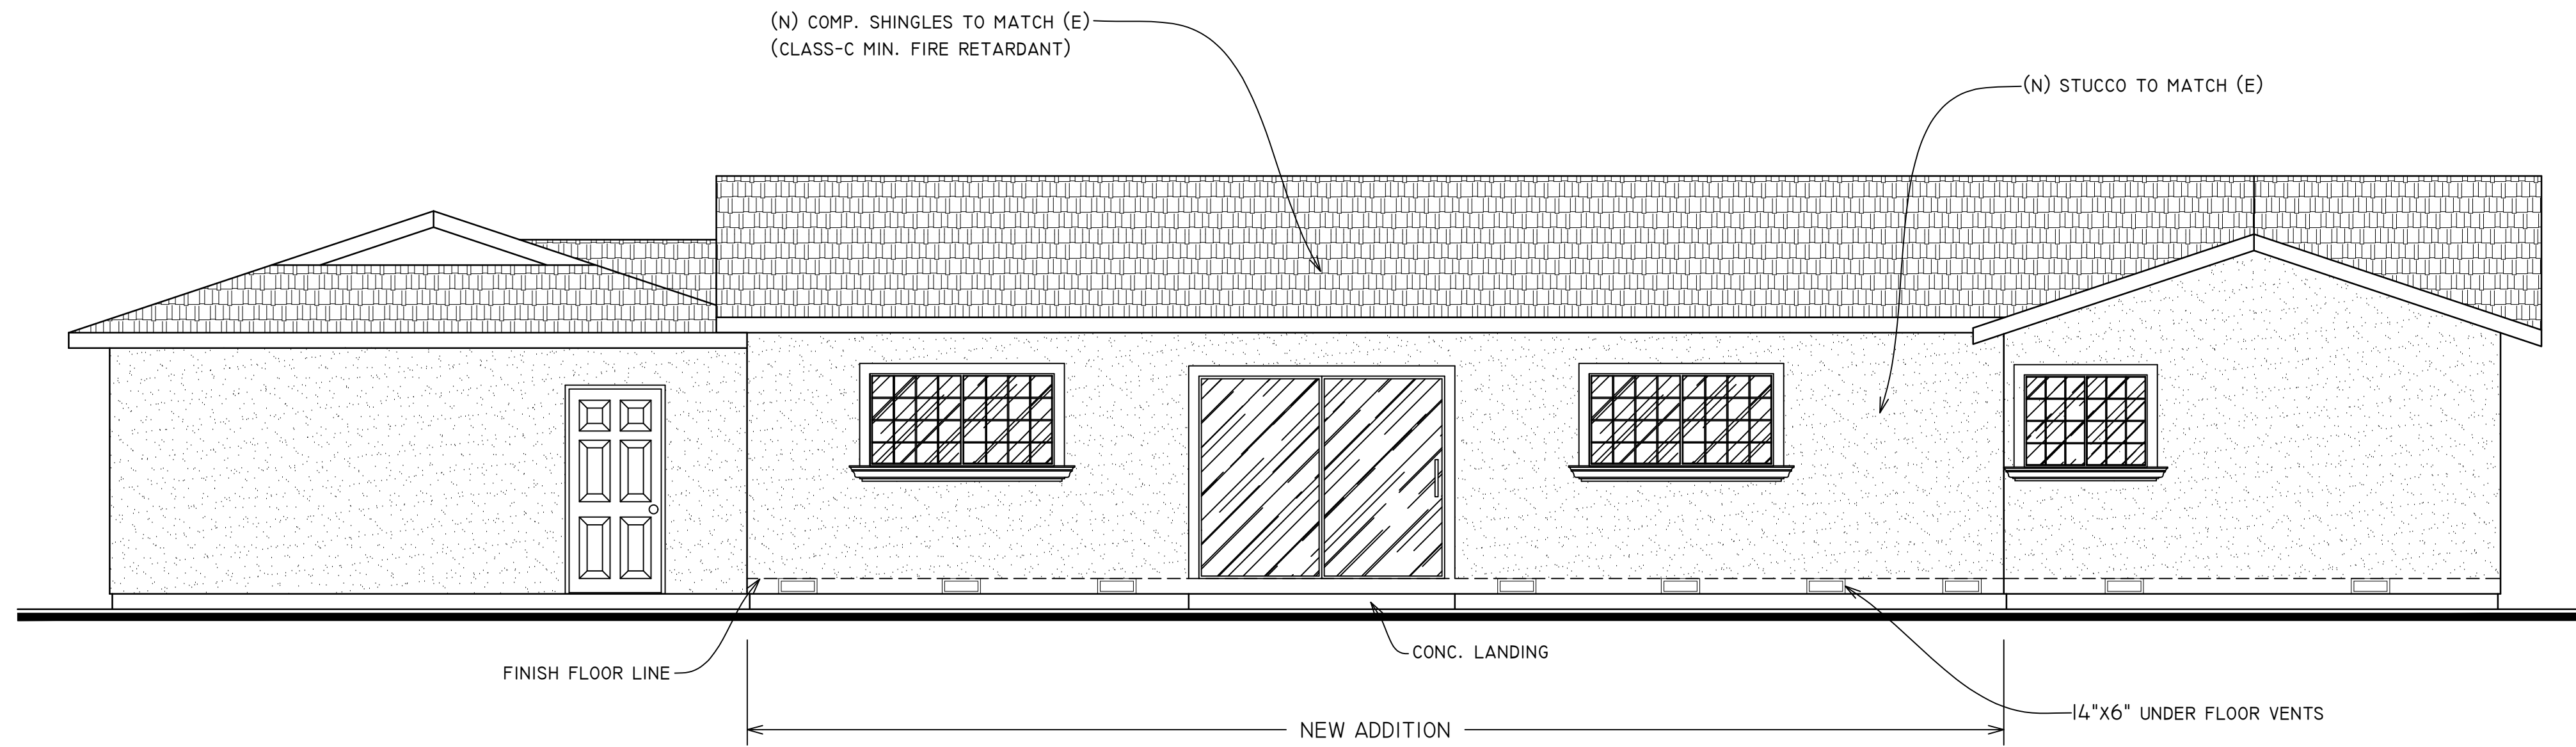 (N) COMP. SHINGLES TO MATCH (E)
(CLASS-C MIN. FIRE RETARDANT)
(N) STUCCO TO MATCH (E)
FINISH FLOOR LINE
CONC. LANDING
14"X6" UNDER FLOOR VENTS
NEW ADDITION